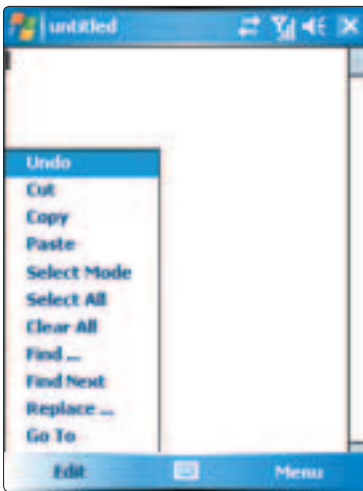 untitled
Undo
Cut
Copy
Paste
Select Mode
Select All
Clear All
Find ...
Find Next
Replace ...
Go To
Edit Menu